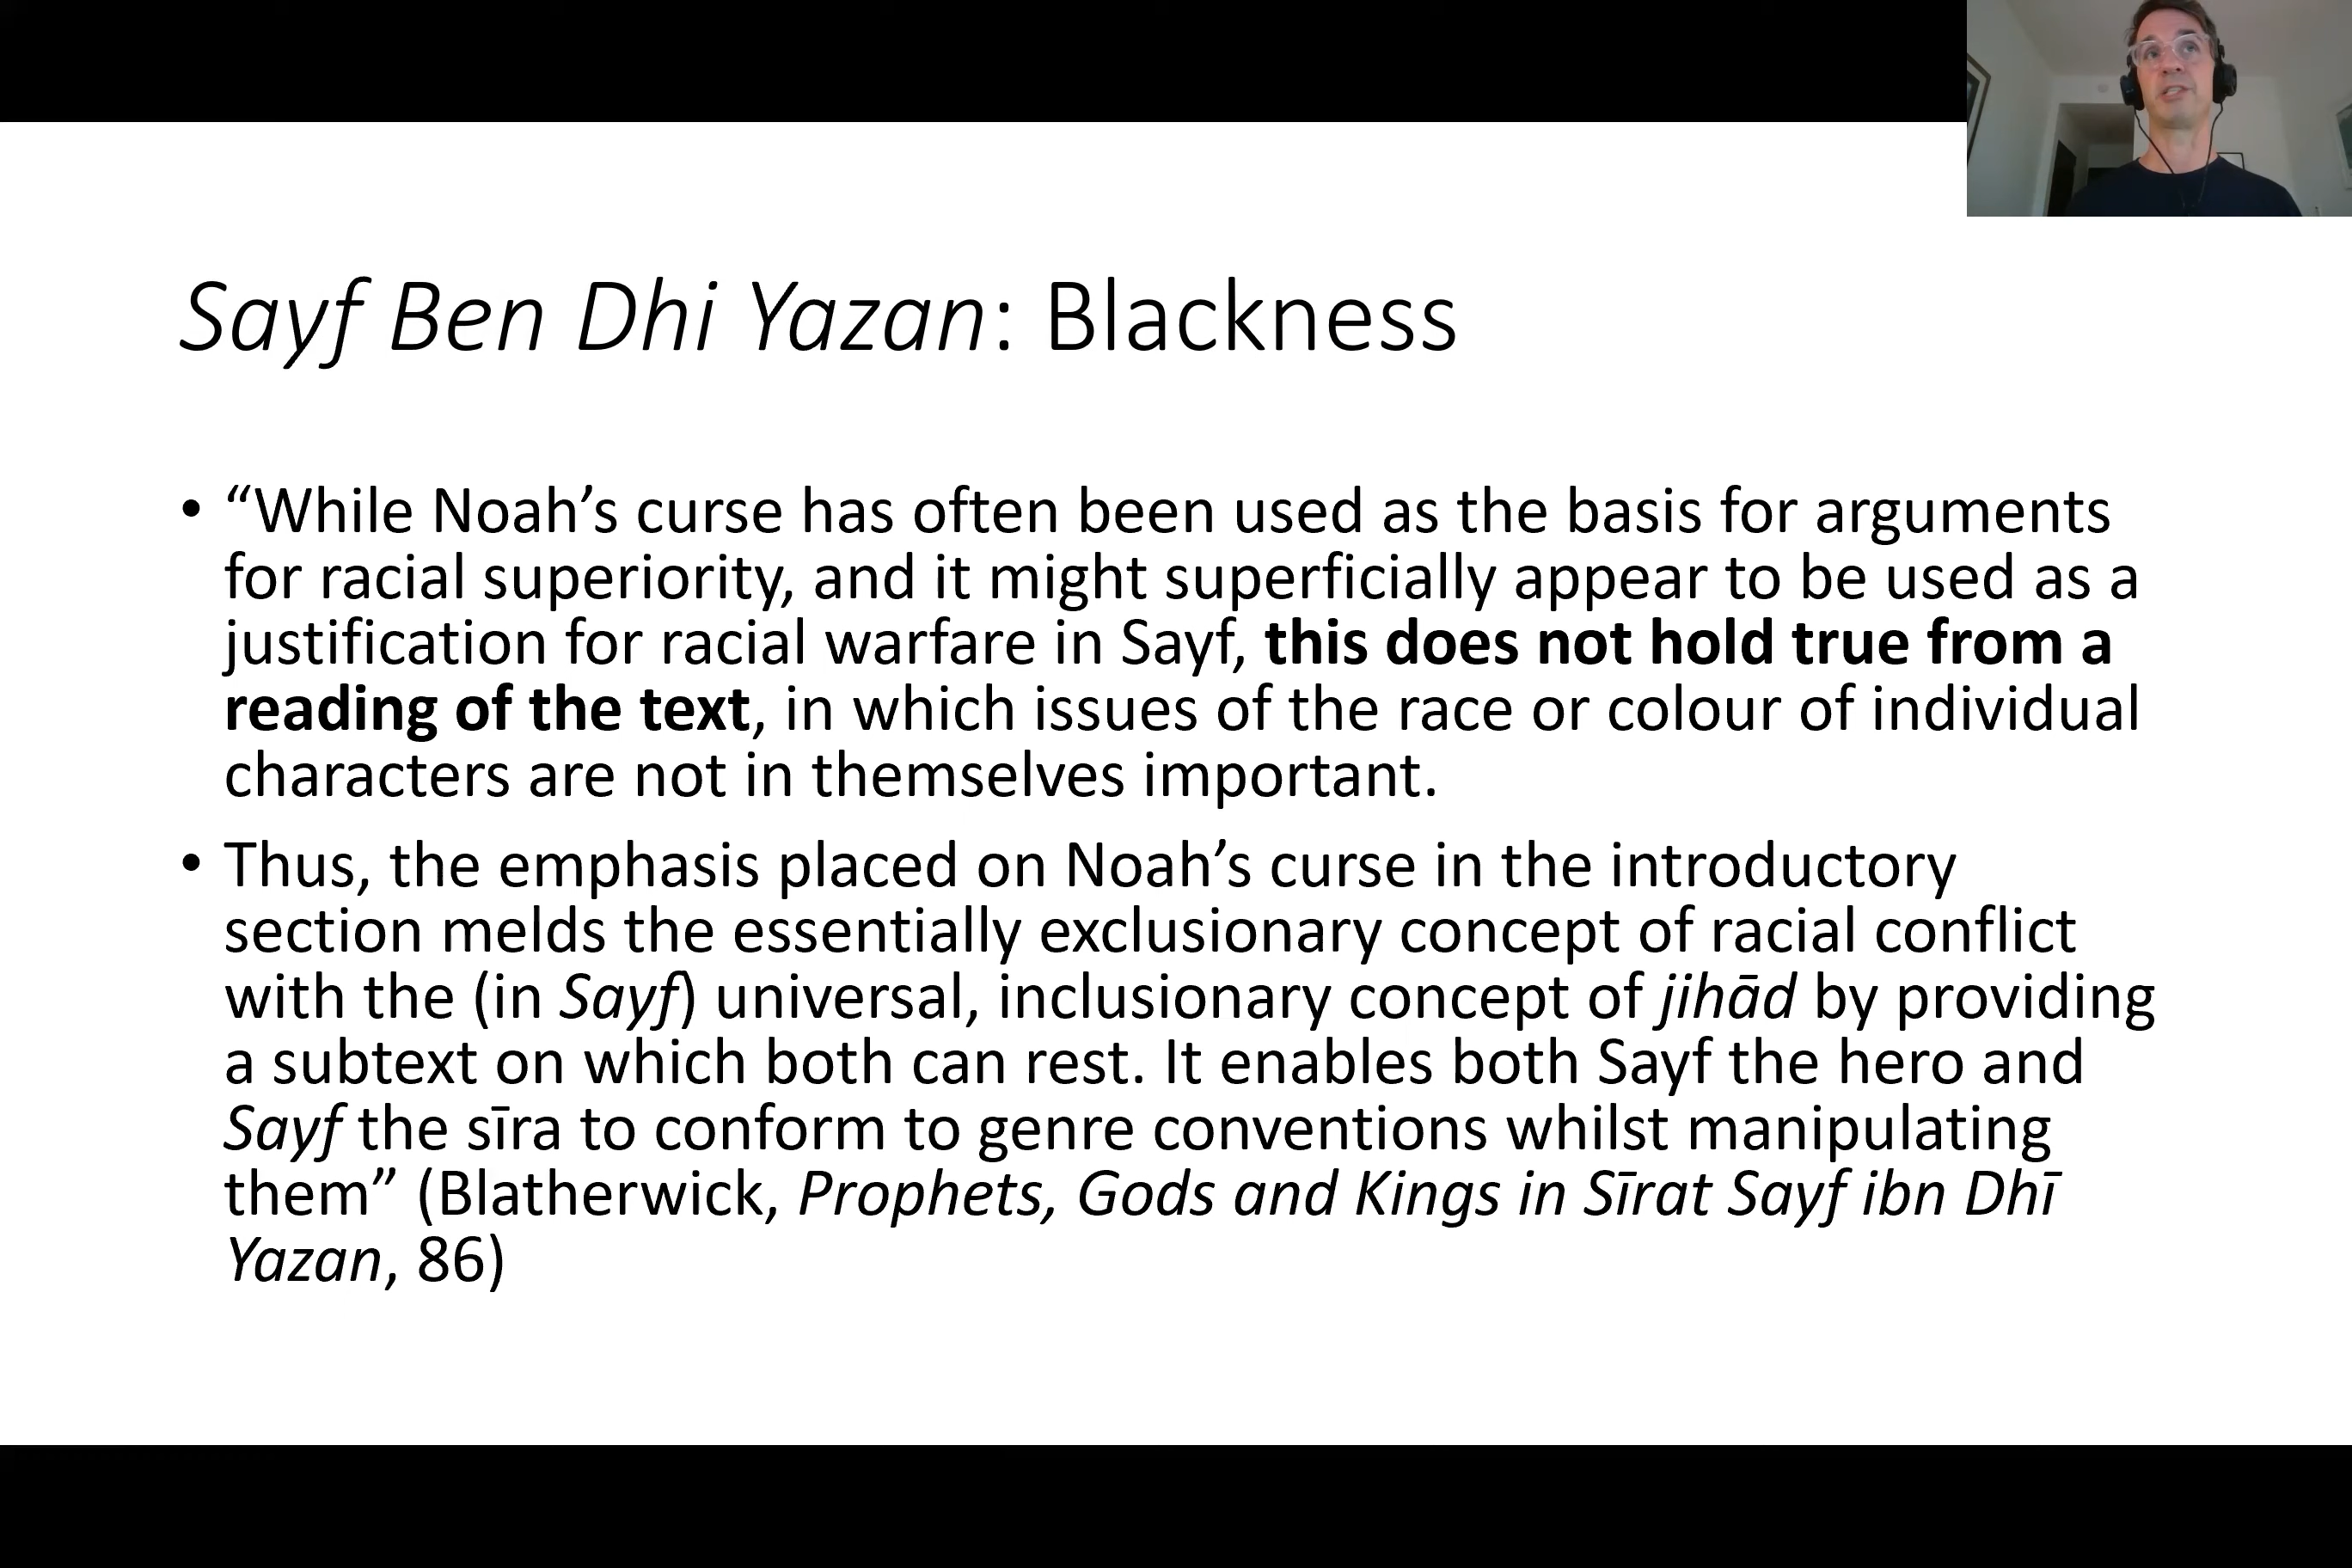 Sayf Ben Dhi Yazan: Blackness
• “While Noah’s curse has often been used as the basis for arguments
for racial superiority, and it might superficially appear to be used as a
justification for racial warfare in Sayf, this does not hold true from a
reading of the text, in which issues of the race or colour of individual
characters are not in themselves important.
• Thus, the emphasis placed on Noah’s curse in the introductory
section melds the essentially exclusionary concept of racial conflict
with the (in Sayf) universal, inclusionary concept of jihād by providing
a subtext on which both can rest. It enables both Sayf the hero and
Sayf the sīra to conform to genre conventions whilst manipulating
them” (Blatherwick, Prophets, Gods and Kings in Sīrat Sayf ibn Dhī
Yazan, 86)